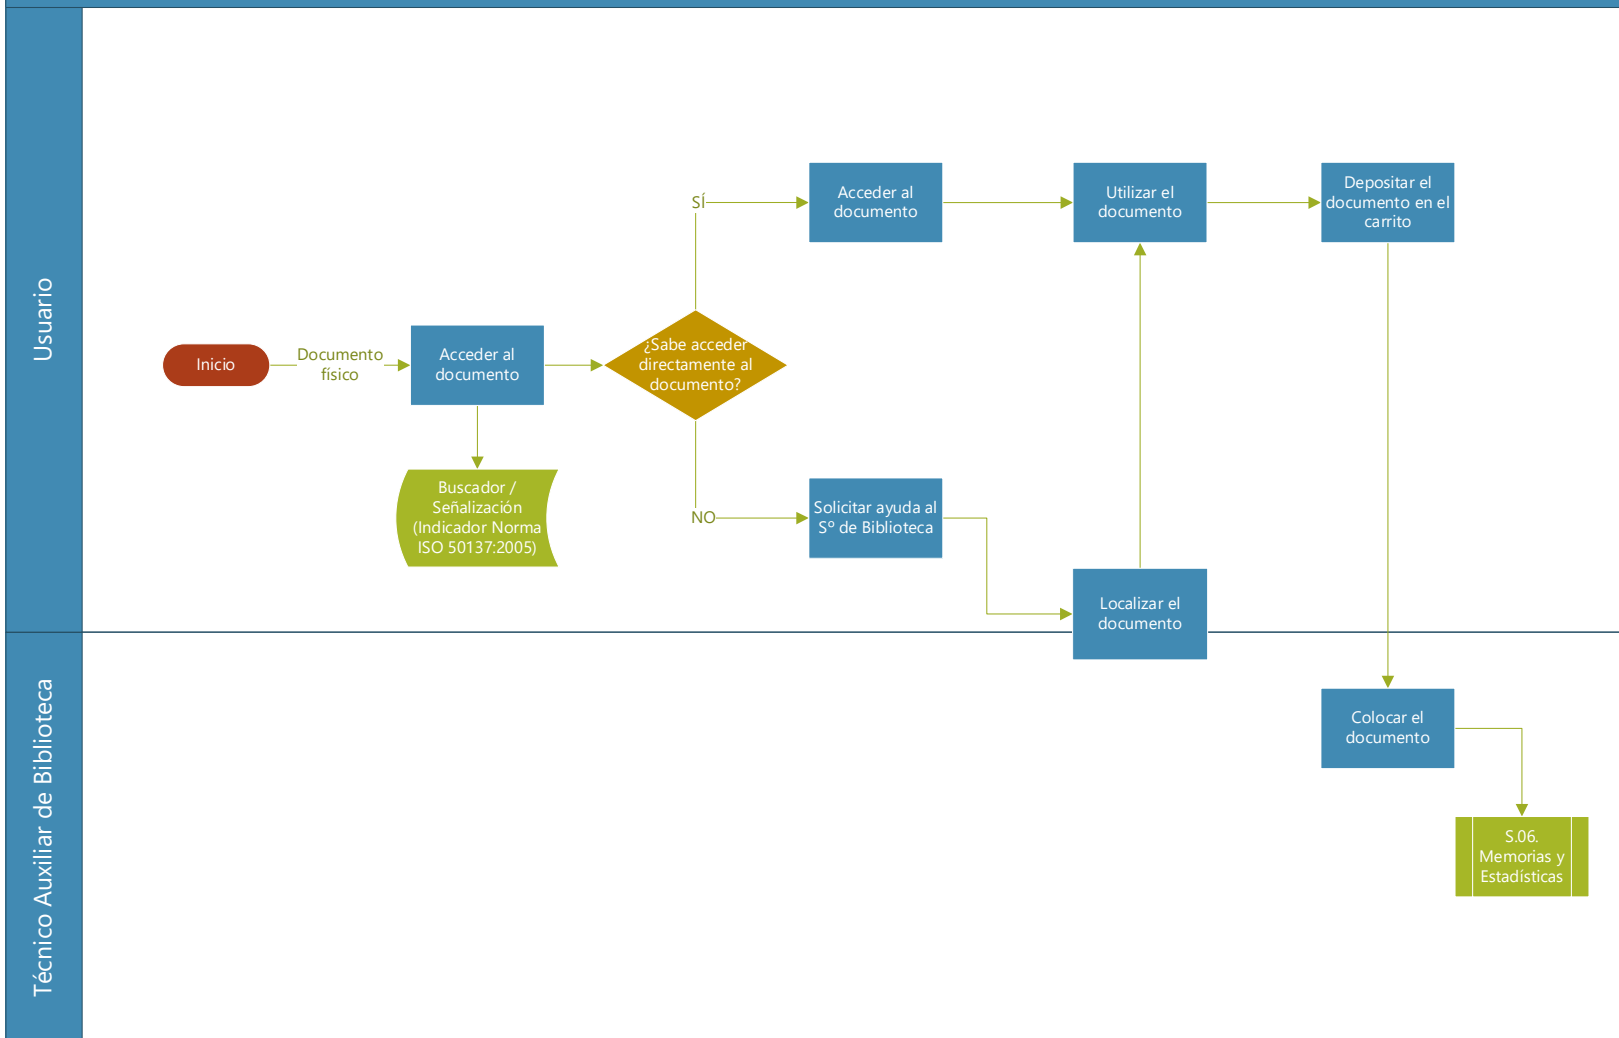 Usuario
Inicio
Documento
físico
Acceder al
documento
Buscador /
Señalización
(Indicador Norma
ISO 50137:2005)
¿Sabe acceder
directamente al
documento?
SÍ
Acceder al
documento
Utilizar el
documento
Depositar el
documento en el
carrito
NO
Solicitar ayuda al
Sº de Biblioteca
Localizar el
documento
Técnico Auxiliar de Biblioteca
Colocar el
documento
S.06.
Memorias y
Estadísticas